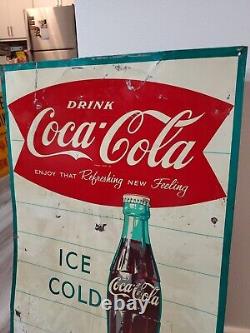 DRINK
Coca-Cola
ENJOY THAT Refreshing NEW Feeling
ICE
COLD
Coca-Cola